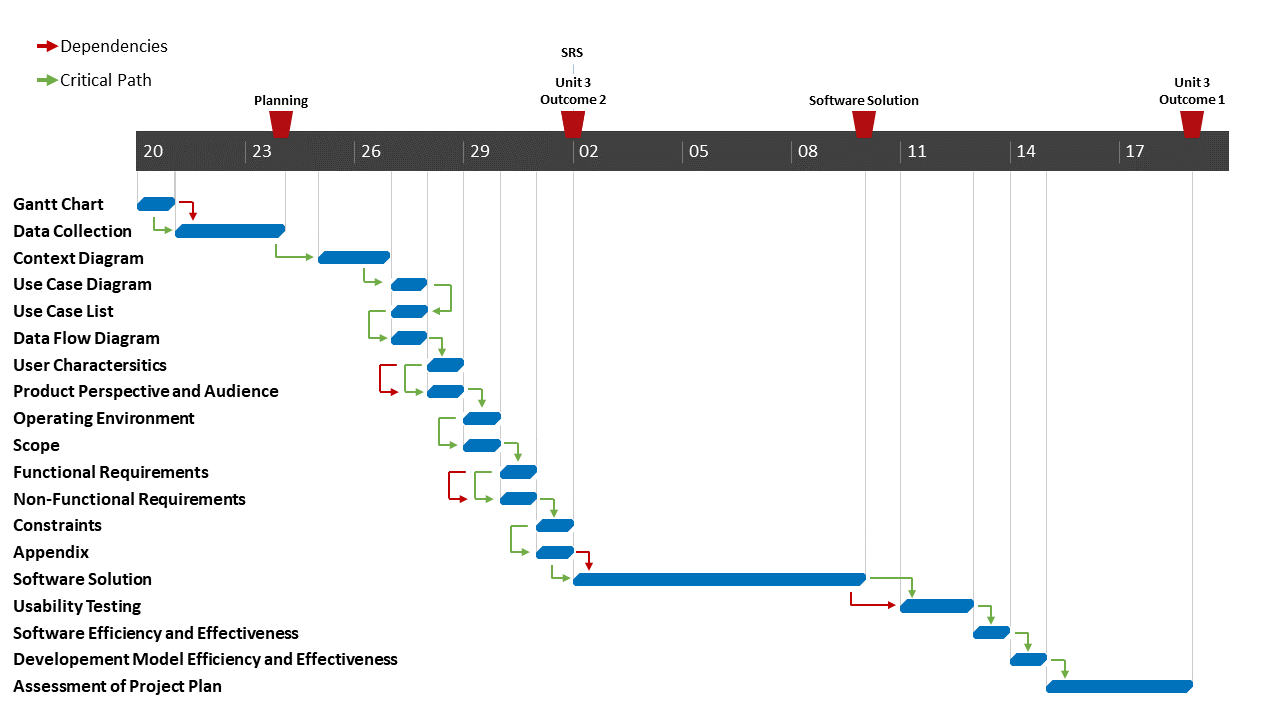 Dependencies
Critical Path
SRS
Unit 3
Outcome 2
Planning
Software Solution
Unit 3
Outcome 1
20 23 26 29 02 05 08 11 14 17
Gantt Chart
Data Collection
Context Diagram
Use Case Diagram
Use Case List
Data Flow Diagram
User Charactersitics
Product Perspective and Audience
Operating Environment
Scope
Functional Requirements
Non-Functional Requirements
Constraints
Appendix
Software Solution
Usability Testing
Software Efficiency and Effectiveness
Developement Model Efficiency and Effectiveness
Assessment of Project Plan